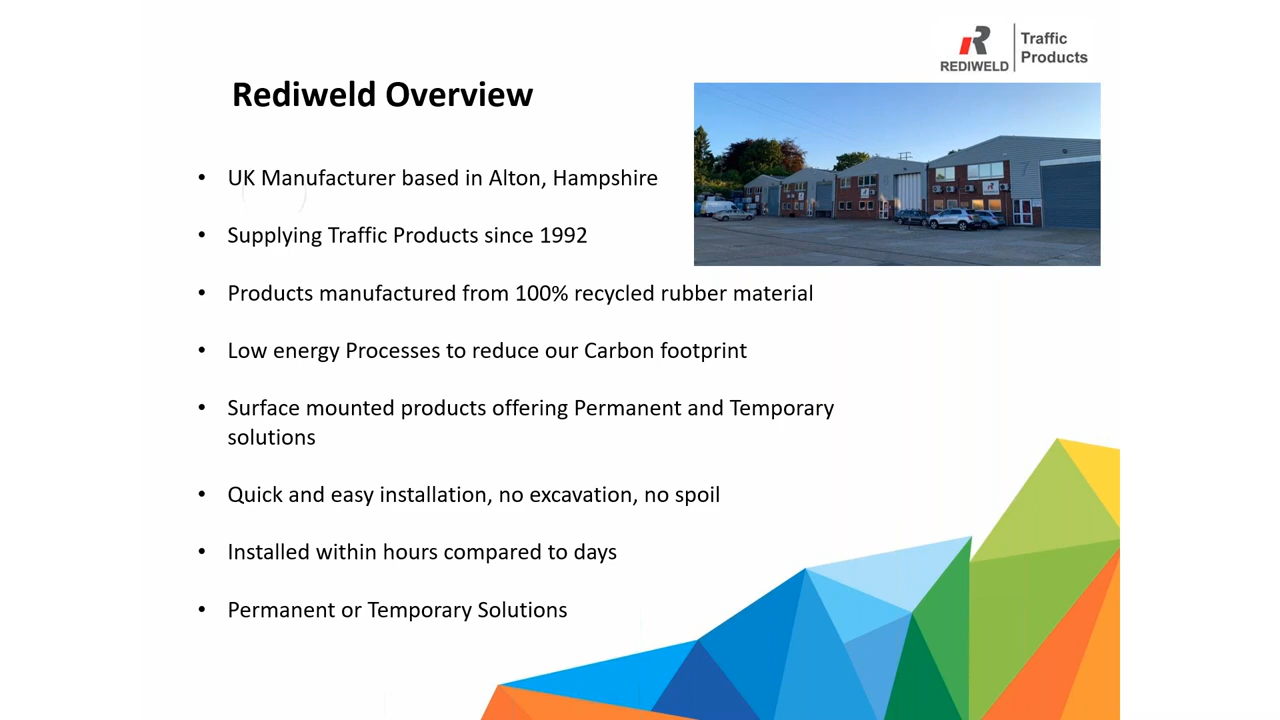 REDIWELD
Traffic
Products
Rediweld Overview
• UK Manufacturer based in Alton, Hampshire
• Supplying Traffic Products since 1992
• Products manufactured from 100% recycled rubber material
• Low energy Processes to reduce our Carbon footprint
• Surface mounted products offering Permanent and Temporary
solutions
• Quick and easy installation, no excavation, no spoil
• Installed within hours compared to days
• Permanent or Temporary Solutions